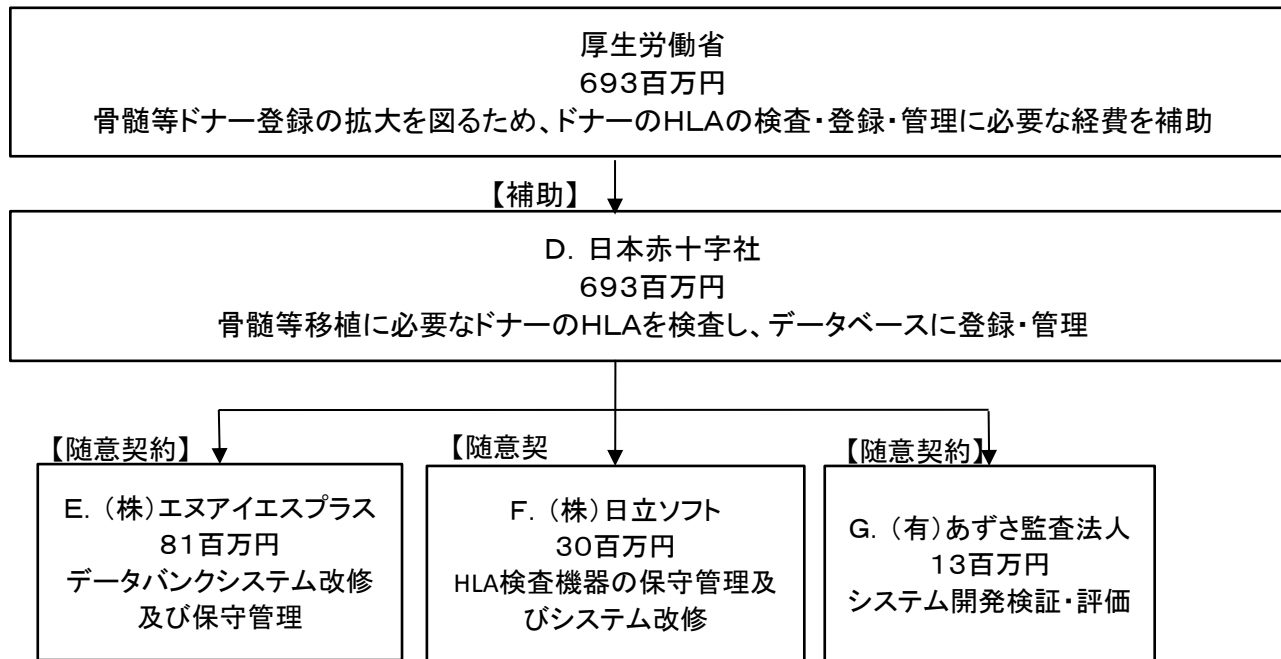 厚生労働省
693百万円
骨髄等ドナー登録の拡大を図るため、ドナーのHLAの検査・登録・管理に必要な経費を補助
【補助】
D. 日本赤十字社
693百万円
骨髄等移植に必要なドナーのHLAを検査し、データベースに登録・管理
【随意契約】
【随意契
【随意契約】
E. (株)エヌアイエスプラス
81百万円
データバンクシステム改修
及び保守管理
F. (株)日立ソフト
30百万円
HLA検査機器の保守管理及
びシステム改修
G. (有)あずさ監査法人
13百万円
システム開発検証・評価